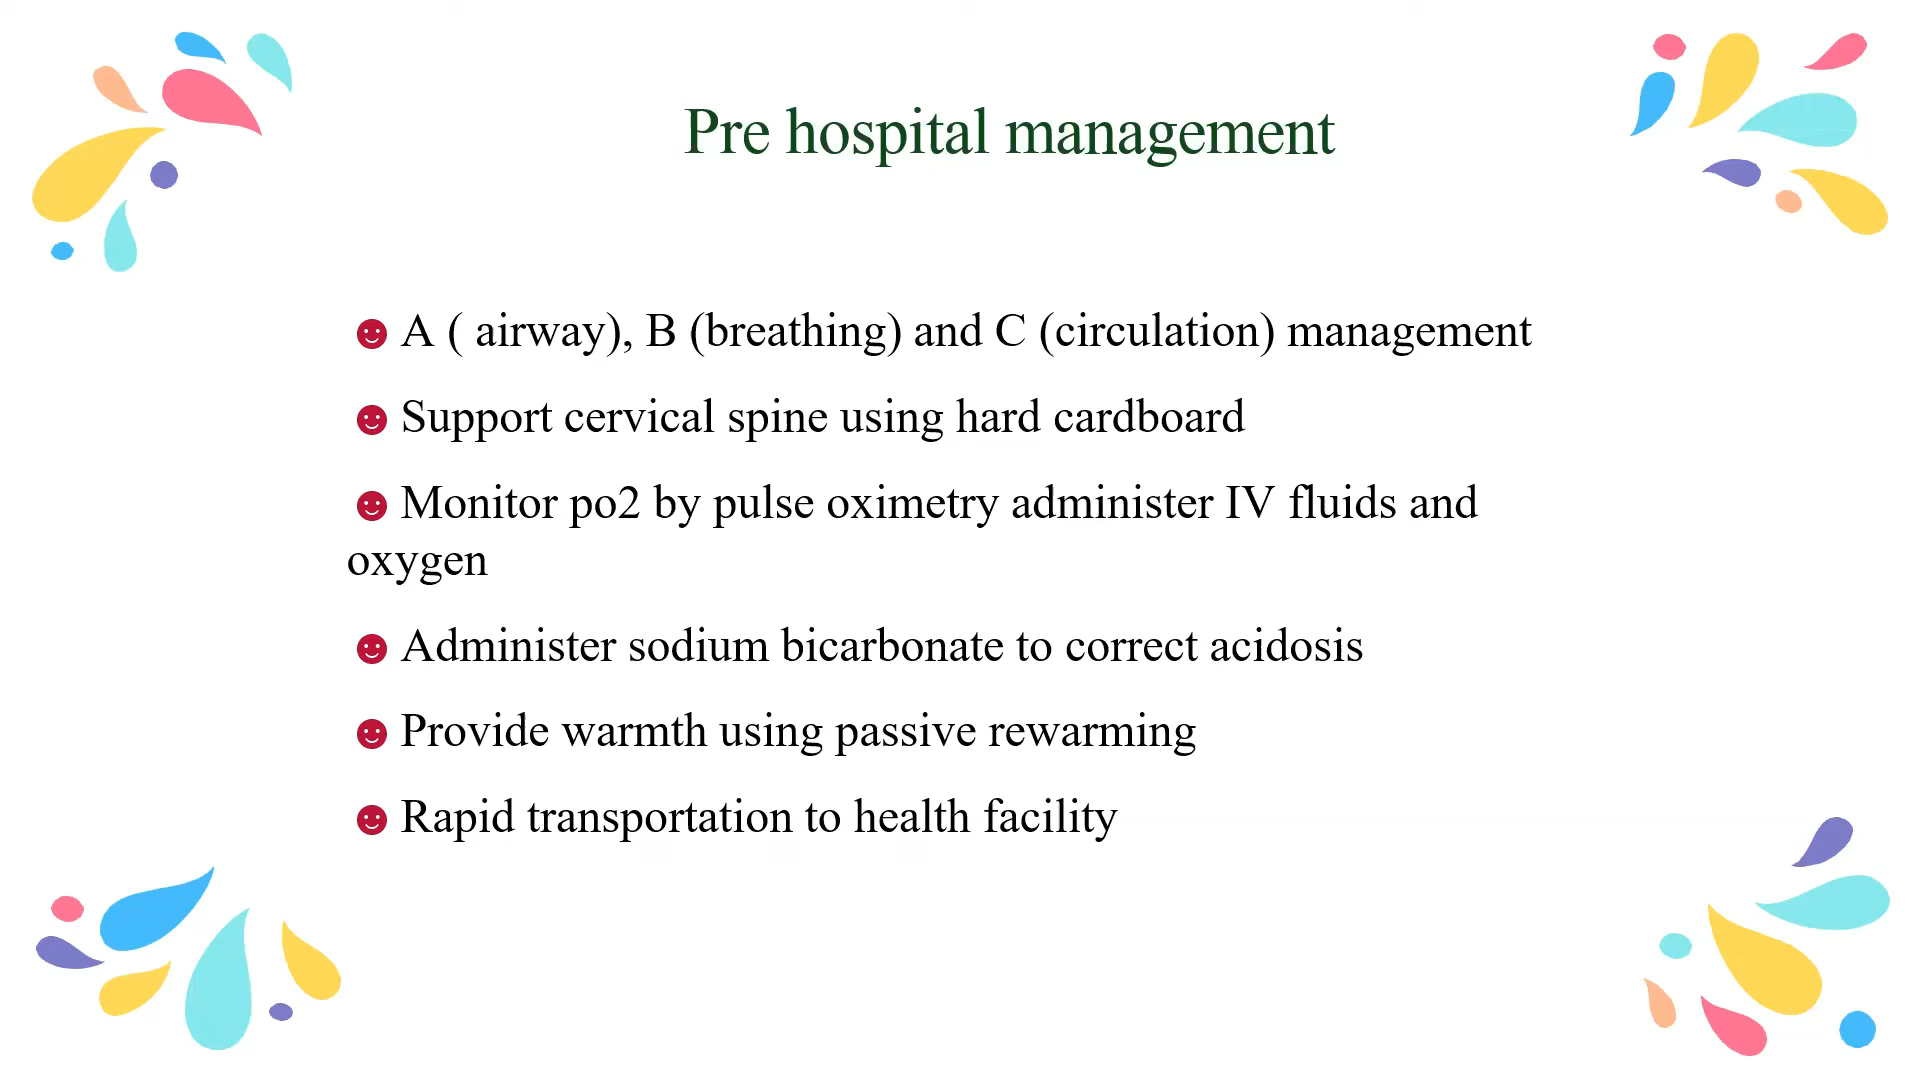 Pre hospital management
A ( airway), B (breathing) and C (circulation) management
Support cervical spine using hard cardboard
Monitor po2 by pulse oximetry administer IV fluids and
oxygen
Administer sodium bicarbonate to correct acidosis
Provide warmth using passive rewarming
Rapid transportation to health facility